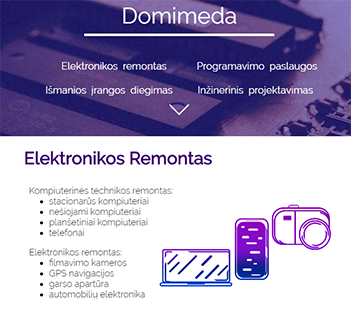 Domimeda
Elektronikos remontas Programavimo paslaugos
Išmanios įrangos diegimas Inžinerinis projektavimas
Elektronikos Remontas
Kompiuterinės technikos remontas:
• stacionarūs kompiuteriai
• nešiojami kompiuteriai
• planšetiniai kompiuteriai
• telefonai
Elektronikos remontas:
• filmavimo kameros
• GPS navigacijos
• garso apartūra
• automobilių elektronika